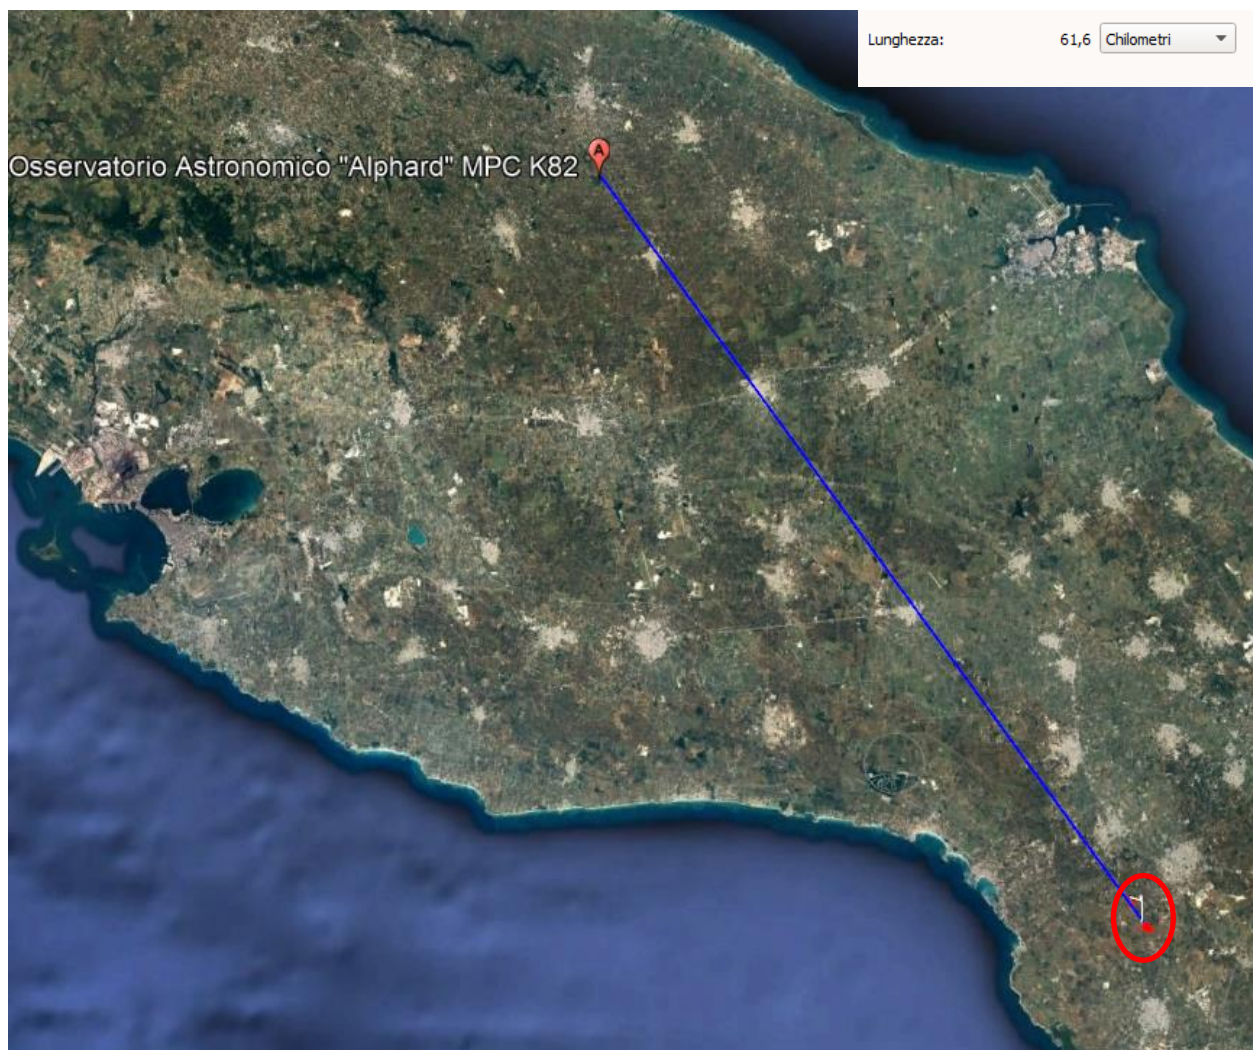 Lunghezza: 61,6 Chilometri
A
Osservatorio Astronomico "Alphard" MPC K82